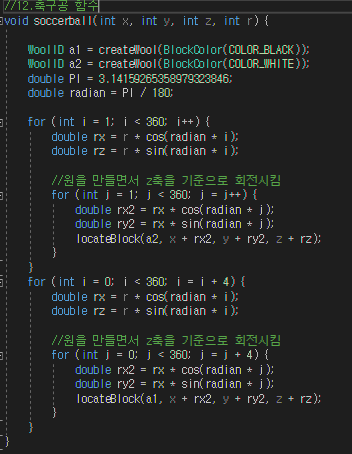 //12.축구공 함수
void soccerball(int x, int y, int z, int r) {
WoolID a1 = createWool(BlockColor(COLOR_BLACK));
WoolID a2 = createWool(BlockColor(COLOR_WHITE));
double PI = 3.14159265358979323846;
double radian = PI / 180;
for (int i = 1; i < 360; i++) {
double rx = r * cos(radian * i);
double rz = r * sin(radian * i);
//원을 만들면서 z축을 기준으로 회전시킴
for (int j = 1; j < 360; j = j++) {
double rx2 = rx * cos(radian * j);
double ry2 = rx * sin(radian * j);
locateBlock(a2, x + rx2, y + ry2, z + rz);
}
}
for (int i = 0; i < 360; i = i + 4) {
double rx = r * cos(radian * i);
double rz = r * sin(radian * i);
//원을 만들면서 z축을 기준으로 회전시킴
for (int j = 0; j < 360; j = j + 4) {
double rx2 = rx * cos(radian * j);
double ry2 = rx * sin(radian * j);
locateBlock(a1, x + rx2, y + ry2, z + rz);
}
}
}